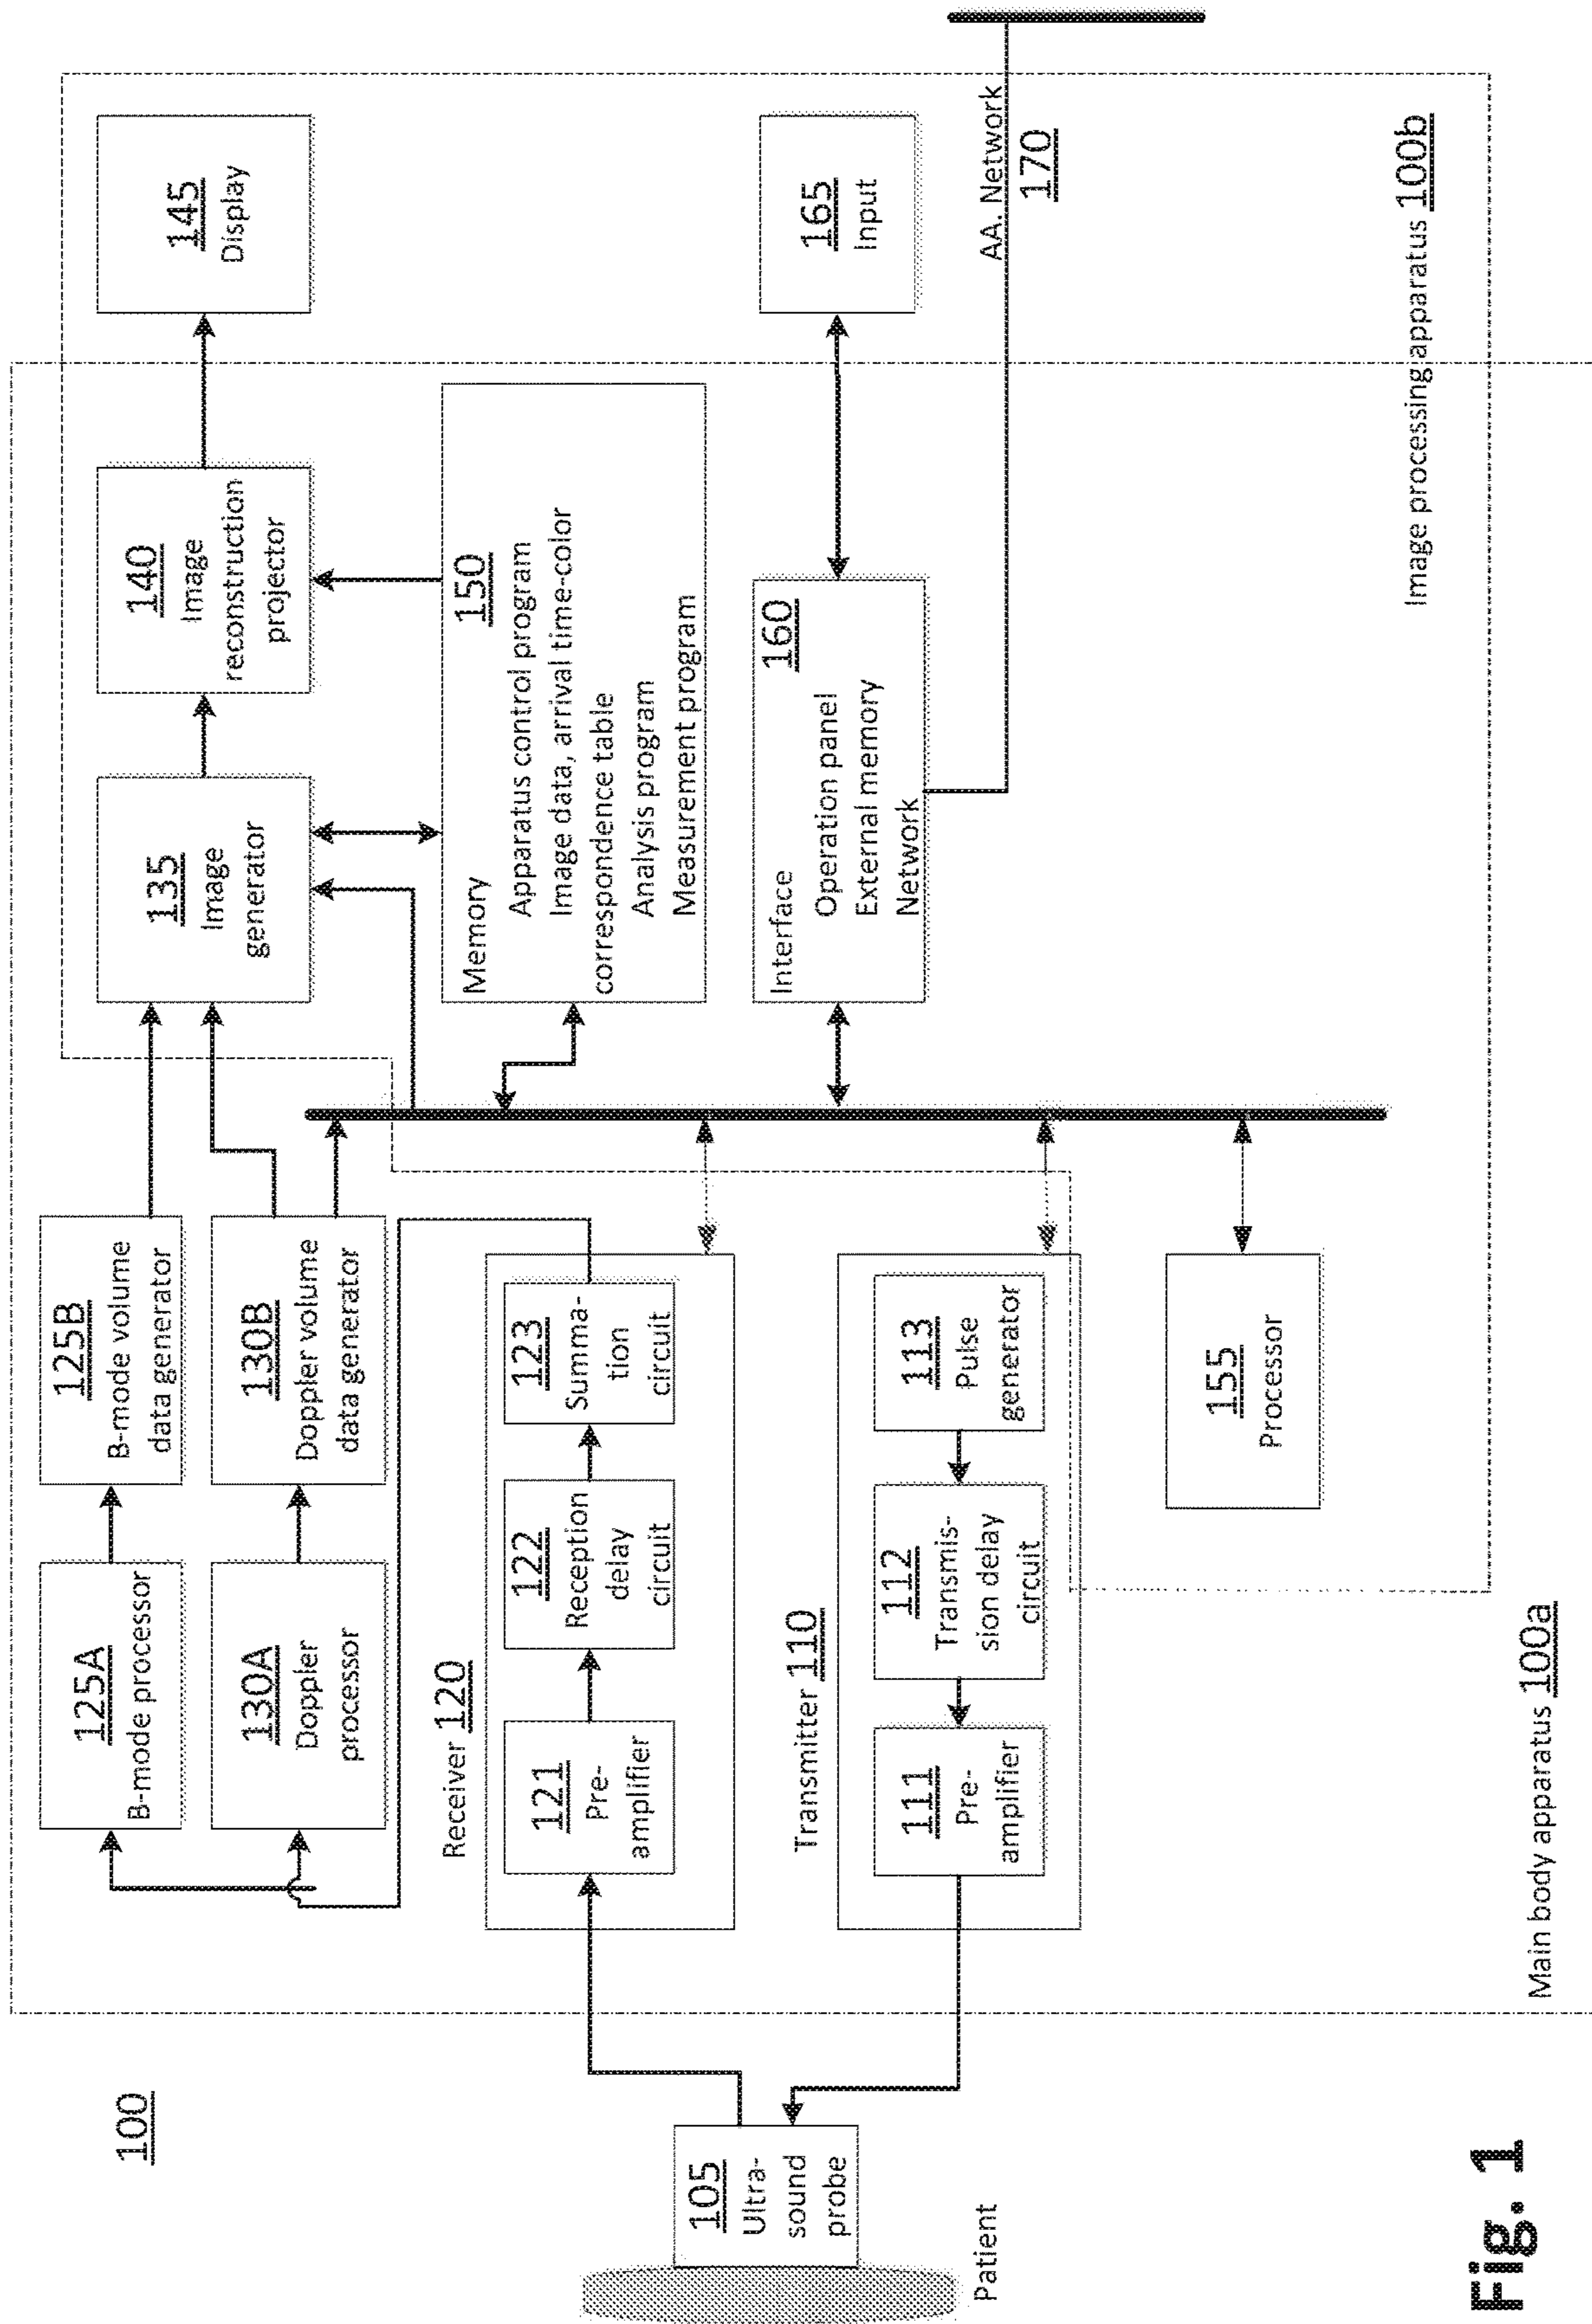 100
125A
B-mode processor
125B
B-mode volume
data generator
130A
Doppler
processor
130B
Doppler volume
data generator
135
Image
generator
140
Image
reconstruction
projector
145
Display
Receiver 120
121
Pre-
amplifier
122
Reception
delay
circuit
123
Summa-
tion
circuit
Memory 150
Apparatus control program
Image data, arrival time-color
correspondence table
Analysis program
Measurement program
105
Ultra-
sound
probe
Patient
Transmitter 110
111
Pre-
amplifier
112
Transmis-
sion delay
circuit
113
Pulse
generator
Interface 160
Operation panel
External memory
Network
165
Input
AA. Network
170
155
Processor
Image processing apparatus 100b
Main body apparatus 100a
Fig. 1